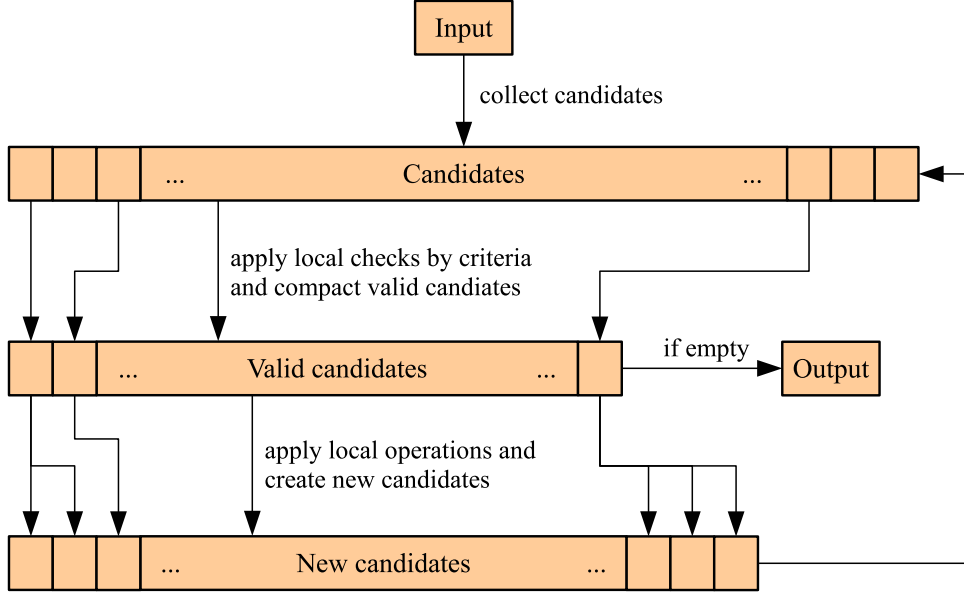 Input
collect candidates
... Candidates ...
apply local checks by criteria
and compact valid candiates
... Valid candidates ...
if empty
Output
apply local operations and
create new candidates
... New candidates ...